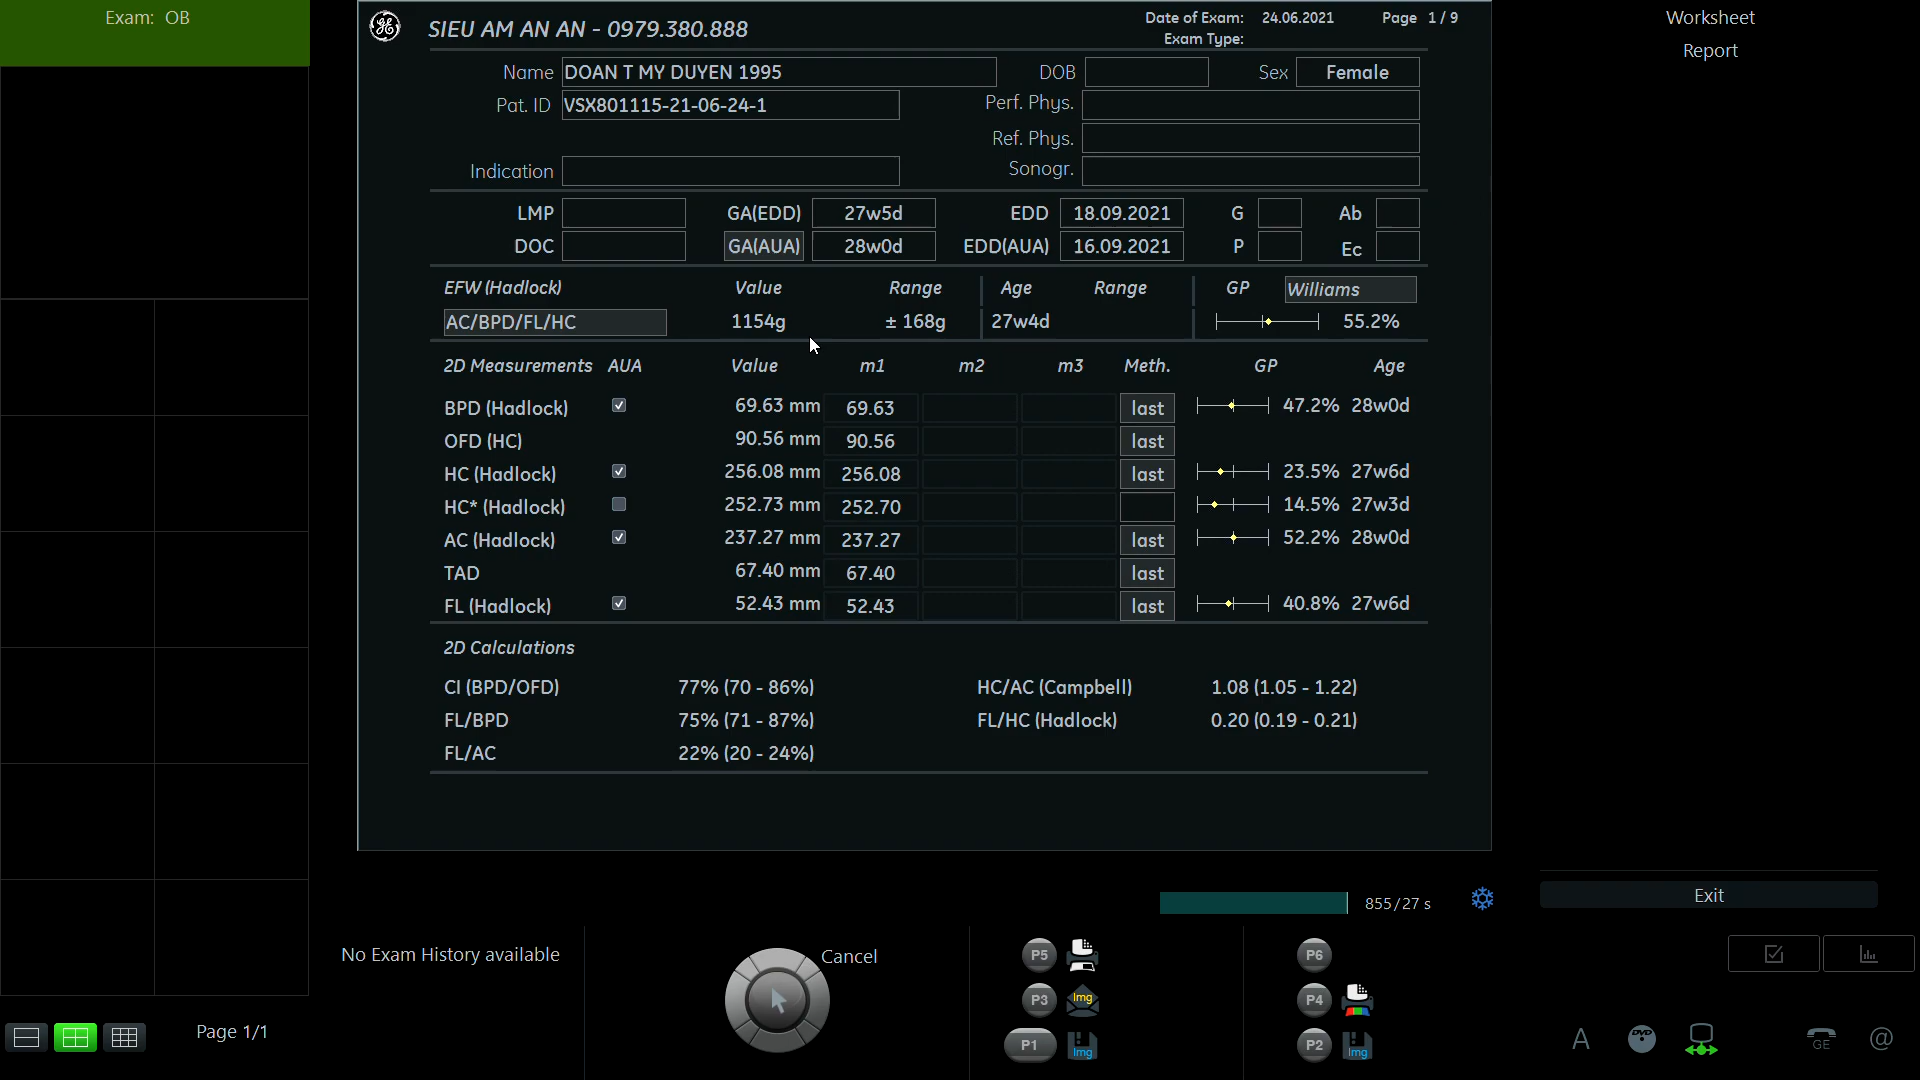 Exam: OB
SIEU AM AN AN - 0979.380.888
Date of Exam: 24.06.2021 Page 1 / 9
Exam Type:
Worksheet
Report
Name DOAN T MY DUYEN 1995 DOB Sex Female
Pat. ID VSX801115-21-06-24-1 Perf. Phys.
Ref. Phys.
Indication Sonogr.
LMP GA(EDD) 27w5d EDD 18.09.2021 G Ab
DOC GA(AUA) 28w0d EDD(AUA) 16.09.2021 P Ec
EFW (Hadlock) Value Range Age Range GP Williams
AC/BPD/FL/HC 1154g ± 168g 27w4d 55.2%
2D Measurements AUA Value m1 m2 m3 Meth. GP Age
BPD (Hadlock) 69.63 mm 69.63 last 47.2% 28w0d
OFD (HC) 90.56 mm 90.56 last
HC (Hadlock) 256.08 mm 256.08 last 23.5% 27w6d
HC* (Hadlock) 252.73 mm 252.70 14.5% 27w3d
AC (Hadlock) 237.27 mm 237.27 last 52.2% 28w0d
TAD 67.40 mm 67.40 last
FL (Hadlock) 52.43 mm 52.43 last 40.8% 27w6d
2D Calculations
CI (BPD/OFD) 77% (70 - 86%) HC/AC (Campbell) 1.08 (1.05 - 1.22)
FL/BPD 75% (71 - 87%) FL/HC (Hadlock) 0.20 (0.19 - 0.21)
FL/AC 22% (20 - 24%)
855/27 s
Exit
No Exam History available
Cancel
P5 P6
P3 Img P4
P1 Img P2 Img
Page 1/1
A DVD GE @